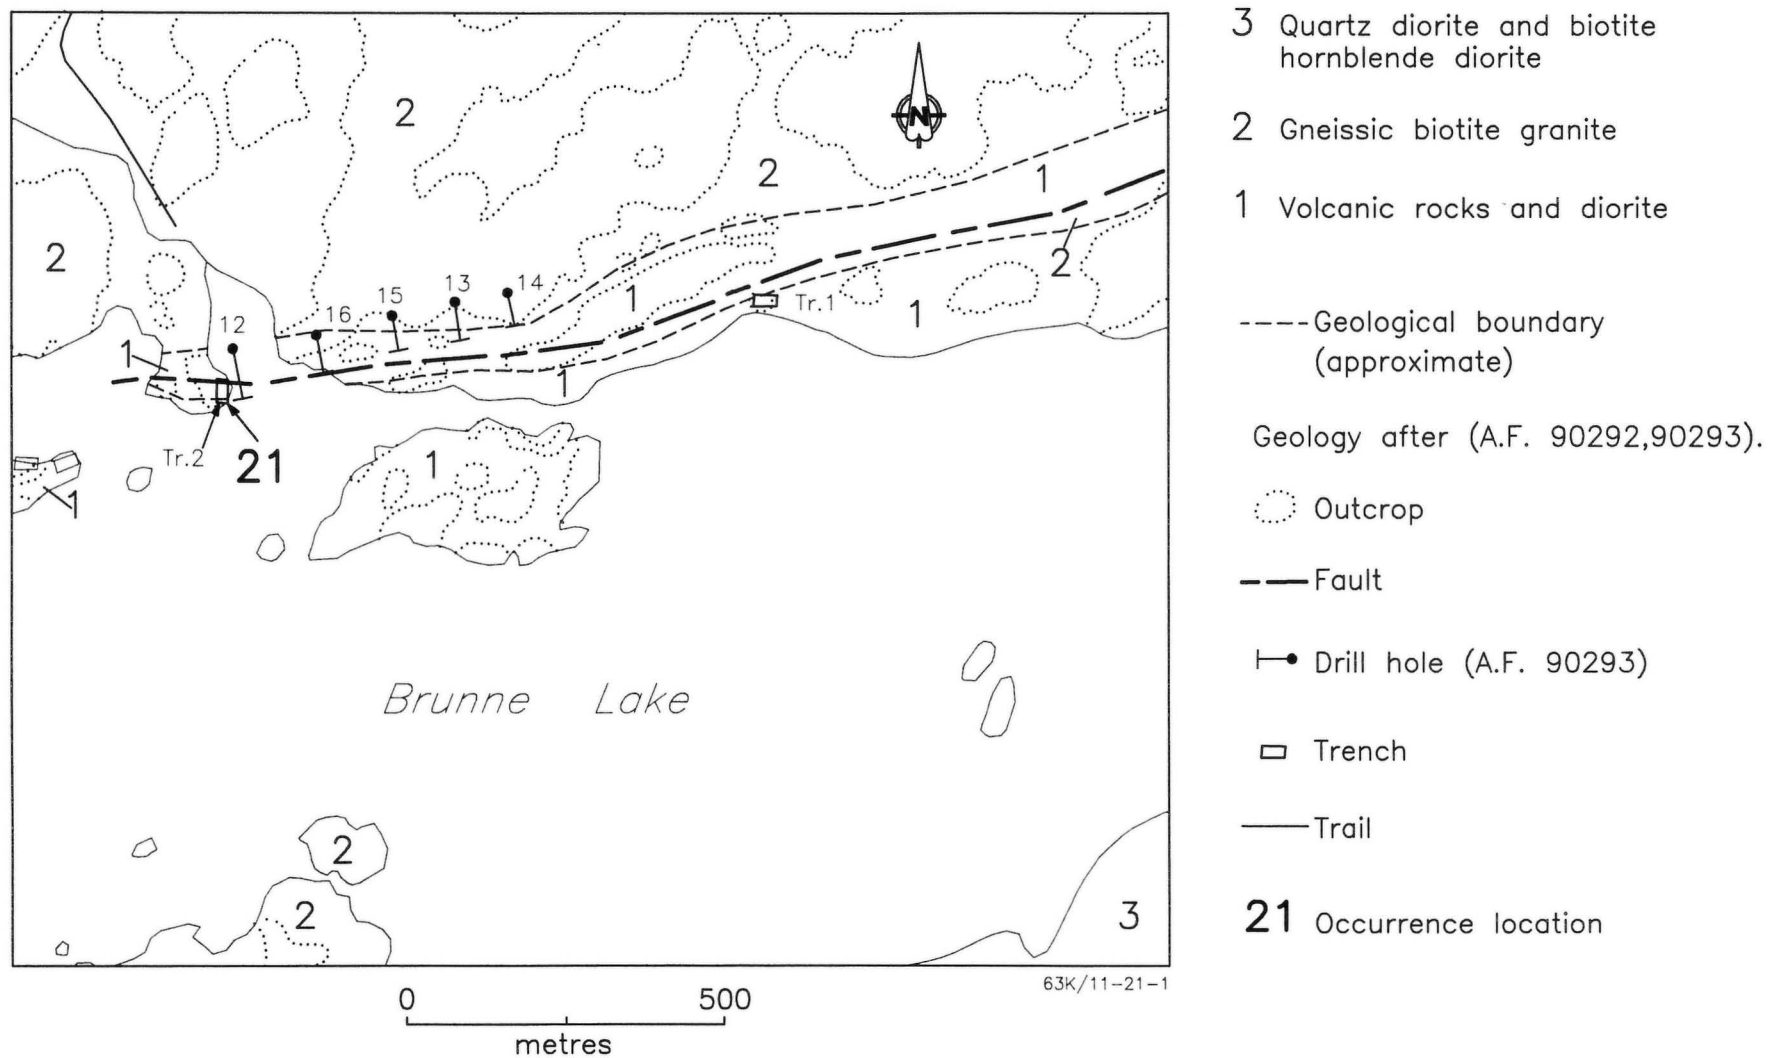 2
N
2
1
2
2
1
Tr.1
1
14
13
15
16
12
1
1
Tr.2
21
1
1
Brunne Lake
2
2
3
63K/11-21-1
0 500
metres
3 Quartz diorite and biotite
hornblende diorite
2 Gneissic biotite granite
1 Volcanic rocks and diorite
Geological boundary
(approximate)
Geology after (A.F. 90292,90293).
Outcrop
Fault
Drill hole (A.F. 90293)
Trench
Trail
21 Occurrence location